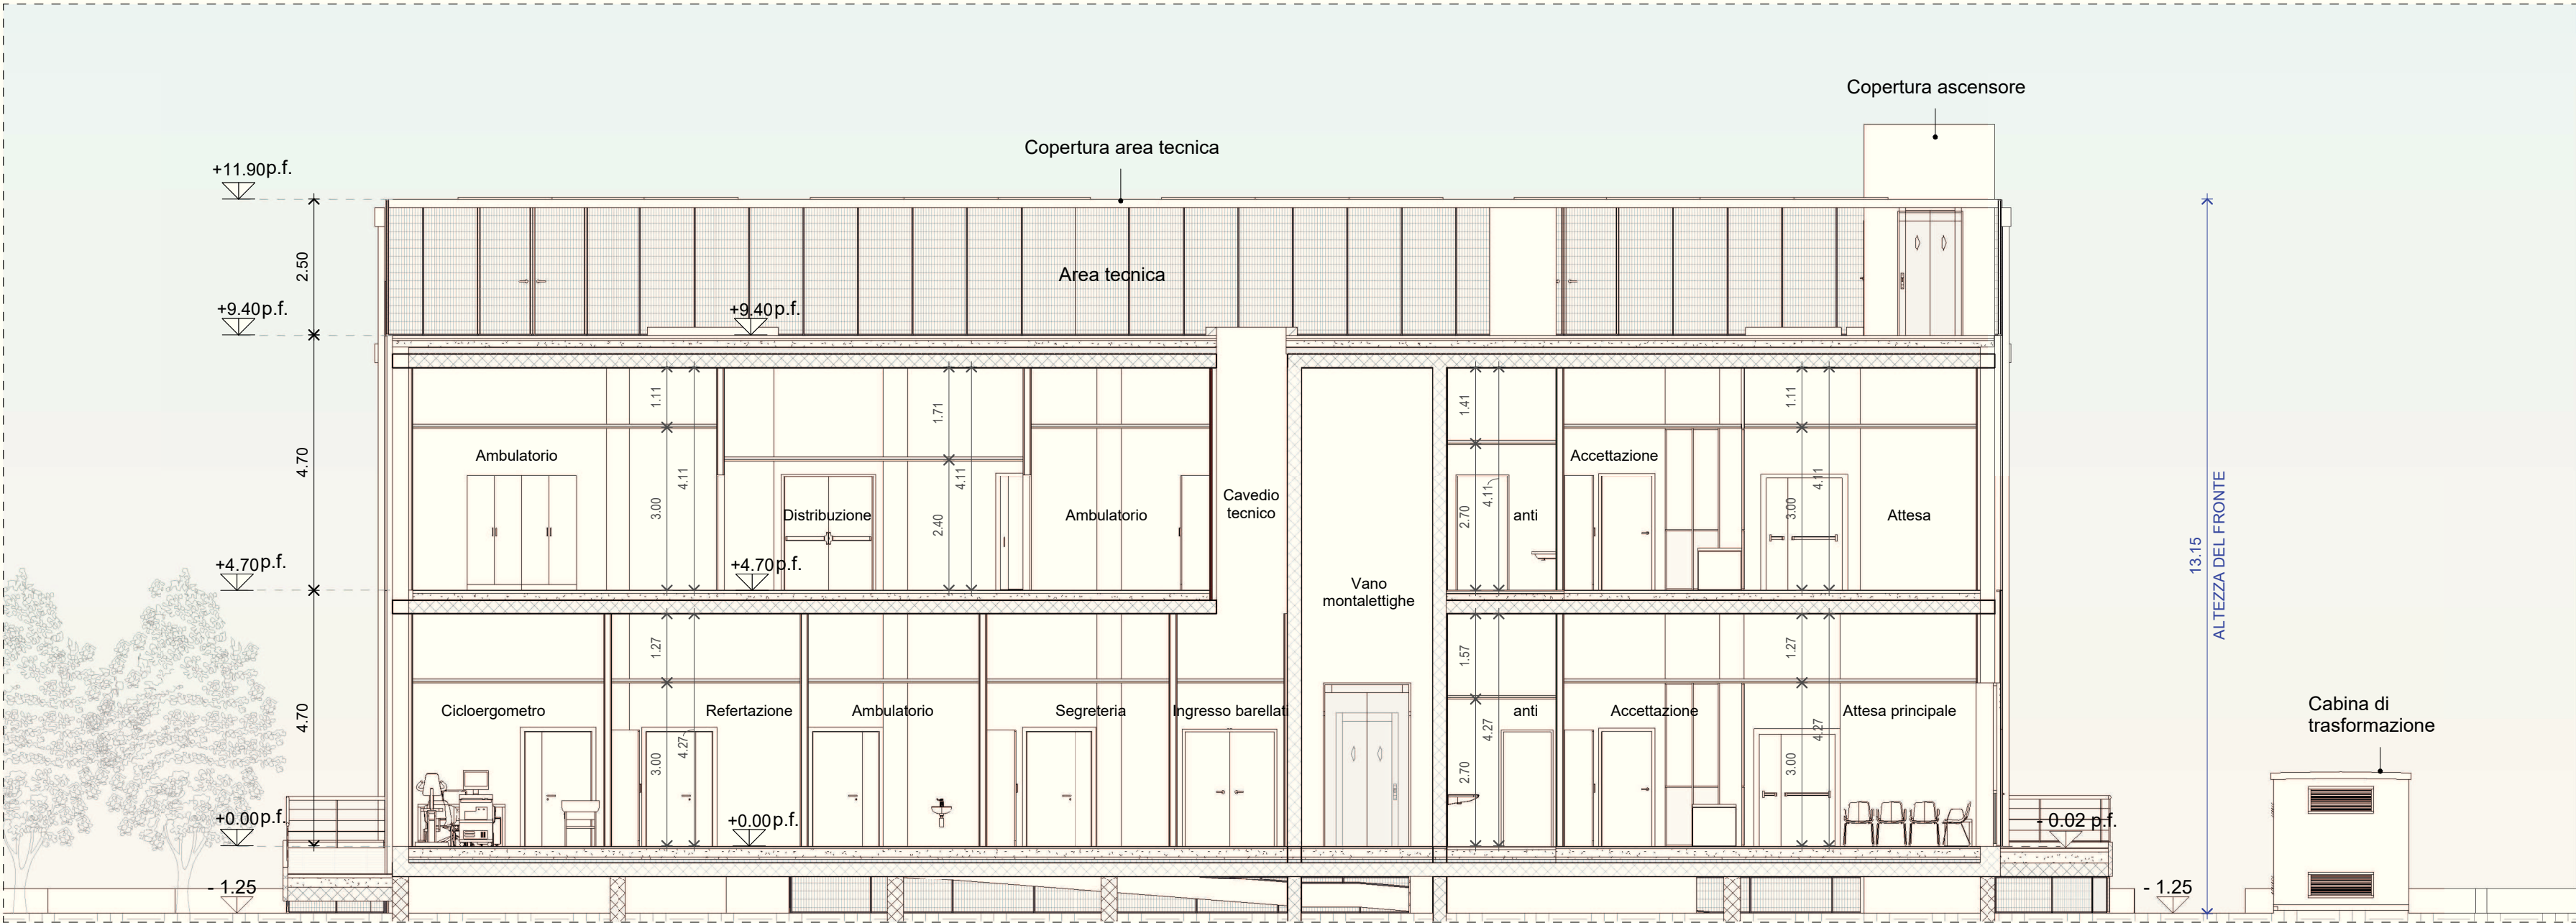 Copertura ascensore
Copertura area tecnica
+11.90p.f.
2.50
Area tecnica
+9.40p.f.
+9.40p.f.
4.70
1.11
4.11
3.00
1.71
4.11
2.40
1.41
4.11
2.70
1.11
4.11
3.00
Ambulatorio
Distribuzione
Ambulatorio
Cavedio
tecnico
anti
Accettazione
Attesa
13.15
ALTEZZA DEL FRONTE
+4.70p.f.
+4.70p.f.
Vano
montalettighe
4.70
1.27
4.27
3.00
1.57
4.27
2.70
1.27
4.27
3.00
Cicloergometro
Refertazione
Ambulatorio
Segreteria
Ingresso barellati
anti
Accettazione
Attesa principale
Cabina di
trasformazione
+0.00p.f.
+0.00p.f.
- 0.02 p.f.
- 1.25
- 1.25